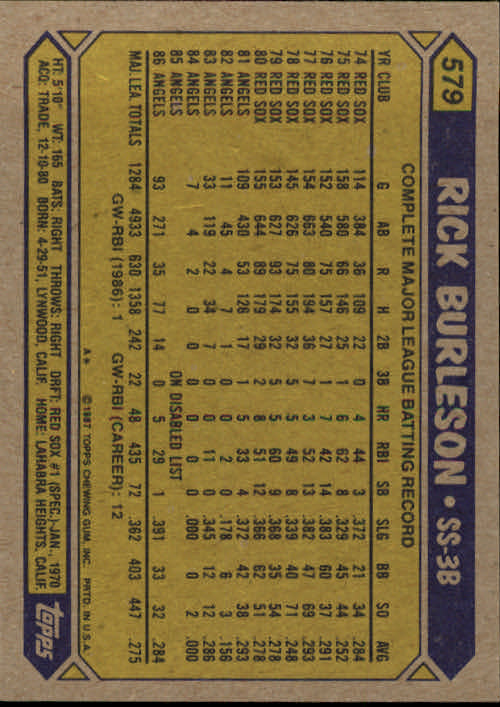 579 RICK BURLESON • SS-3B
COMPLETE MAJOR LEAGUE BATTING RECORD
YR CLUB G AB R H 2B 3B HR RBI SB SLG BB SO AVG
74 RED SOX 114 384 36 109 22 0 4 44 3 .372 21 34 .284
75 RED SOX 158 580 66 146 25 1 6 62 8 .329 45 44 .252
76 RED SOX 152 540 75 157 27 1 7 42 14 .383 60 37 .291
77 RED SOX 154 663 80 194 36 7 3 52 13 .382 47 69 .293
78 RED SOX 145 626 75 155 32 5 5 49 8 .339 40 71 .248
79 RED SOX 153 627 93 174 32 5 5 60 9 .368 35 54 .278
80 RED SOX 155 644 89 179 29 2 8 51 12 .366 62 51 .278
81 ANGELS 109 430 53 126 17 1 5 33 4 .372 42 38 .293
82 ANGELS 11 45 4 7 1 0 0 2 0 .178 6 3 .156
83 ANGELS 33 119 22 34 7 0 0 11 0 .345 12 12 .286
84 ANGELS 7 4 2 0 0 0 0 0 0 .000 0 2 .000
85 ANGELS ON DISABLED LIST
86 ANGELS 93 271 35 77 14 0 5 29 1 .391 33 32 .284
MAJ. LEA. TOTALS 1284 4933 630 1358 242 22 48 435 72 .362 403 447 .275
GW-RBI (1986): 1 GW-RBI (CAREER): 12
A* © 1987 TOPPS CHEWING GUM, INC. PRTD. IN U.S.A.
HT: 5'10" WT: 165 BATS: RIGHT THROWS: RIGHT DRFT: RED SOX #1 (SPEC.)-JAN., 1970
ACQ: TRADE, 12-10-80 BORN: 4-29-51, LYNWOOD, CALIF. HOME: LAHABRA HEIGHTS, CALIF.
TOPPS